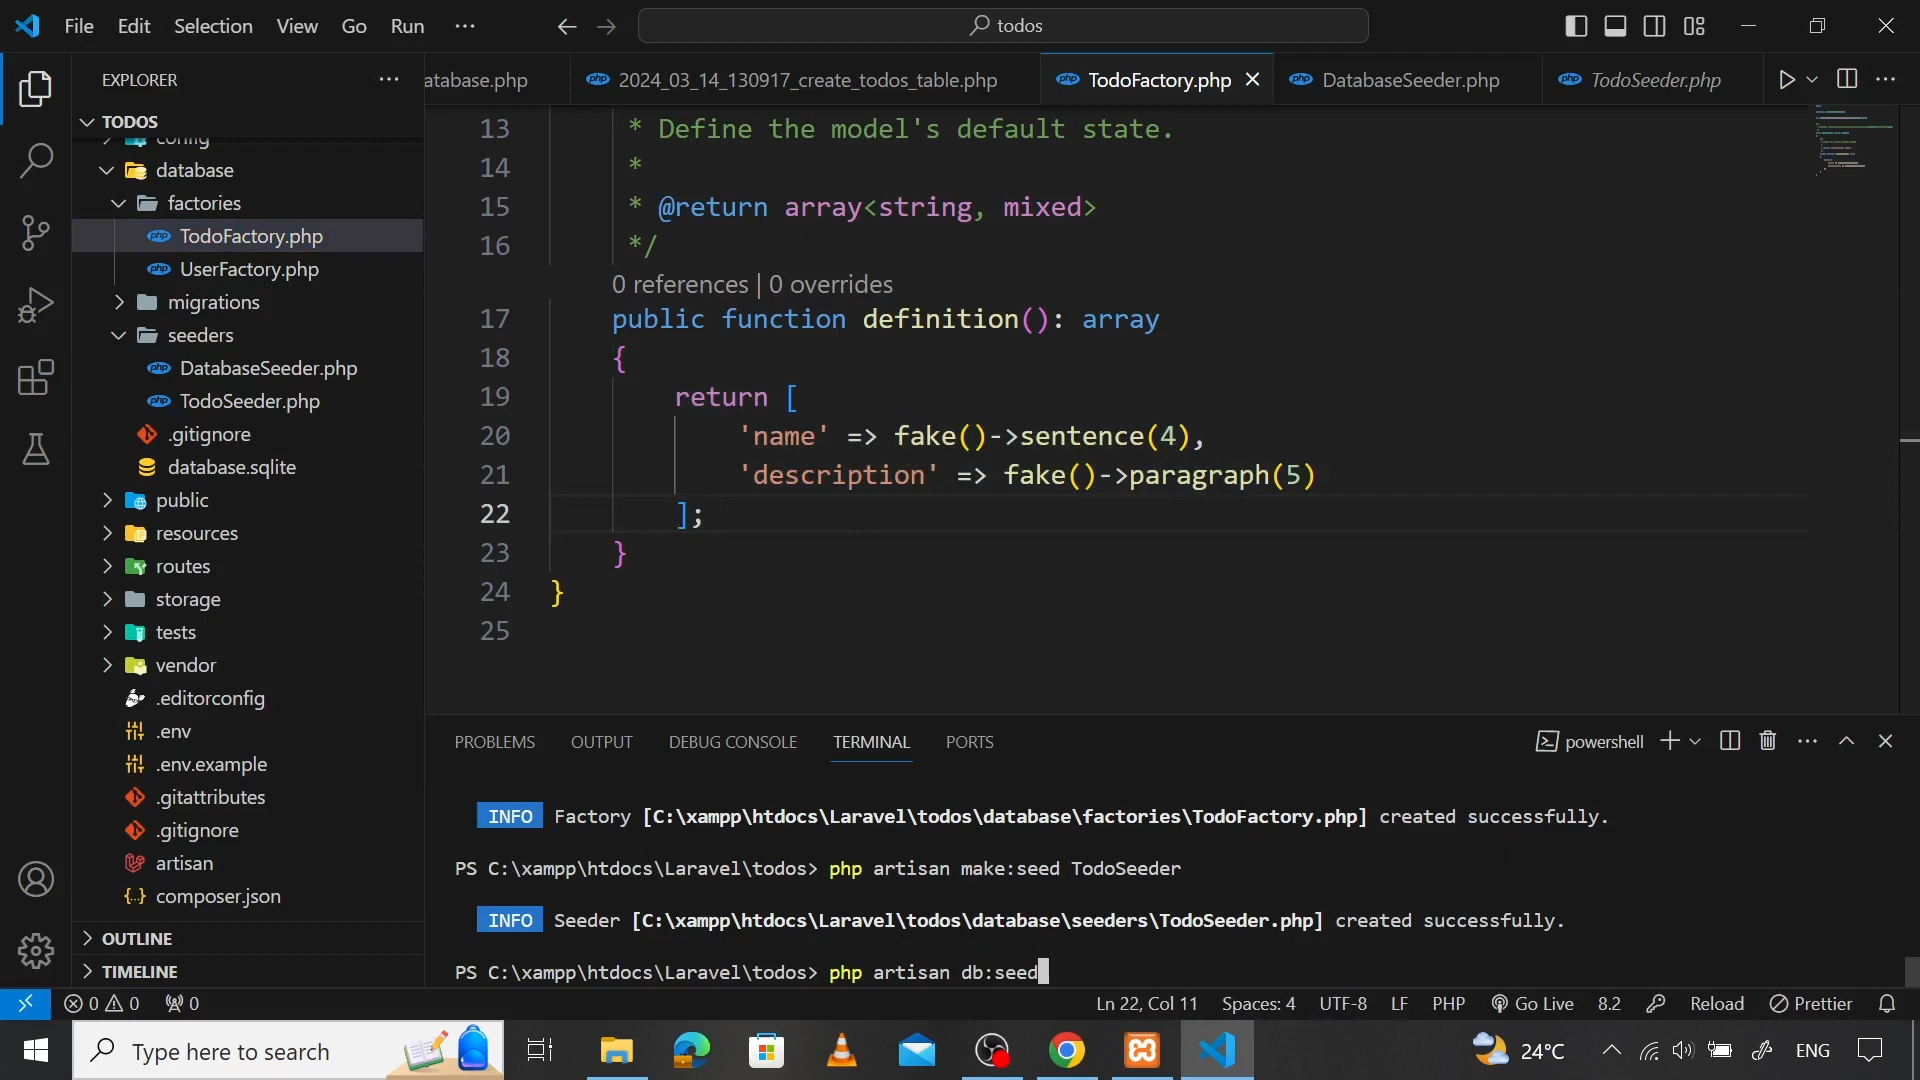 File Edit Selection View Go Run ···
todos
EXPLORER
atabase.php
2024_03_14_130917_create_todos_table.php
TodoFactory.php
DatabaseSeeder.php
TodoSeeder.php
TODOS
config
database
factories
TodoFactory.php
UserFactory.php
migrations
seeders
DatabaseSeeder.php
TodoSeeder.php
.gitignore
database.sqlite
public
resources
routes
storage
tests
vendor
.editorconfig
.env
.env.example
.gitattributes
.gitignore
artisan
composer.json
OUTLINE
TIMELINE
13 * Define the model's default state.
14 *
15 * @return array<string, mixed>
16 */
0 references | 0 overrides
17 public function definition(): array
18 {
19 return [
20 'name' => fake()->sentence(4),
21 'description' => fake()->paragraph(5)
22 ];
23 }
24 }
25
PROBLEMS OUTPUT DEBUG CONSOLE TERMINAL PORTS
powershell
INFO Factory [C:\xampp\htdocs\Laravel\todos\database\factories\TodoFactory.php] created successfully.
PS C:\xampp\htdocs\Laravel\todos> php artisan make:seed TodoSeeder
INFO Seeder [C:\xampp\htdocs\Laravel\todos\database\seeders\TodoSeeder.php] created successfully.
PS C:\xampp\htdocs\Laravel\todos> php artisan db:seed
0 0 0
Ln 22, Col 11 Spaces: 4 UTF-8 LF PHP Go Live 8.2 Reload Prettier
Type here to search
24°C
ENG